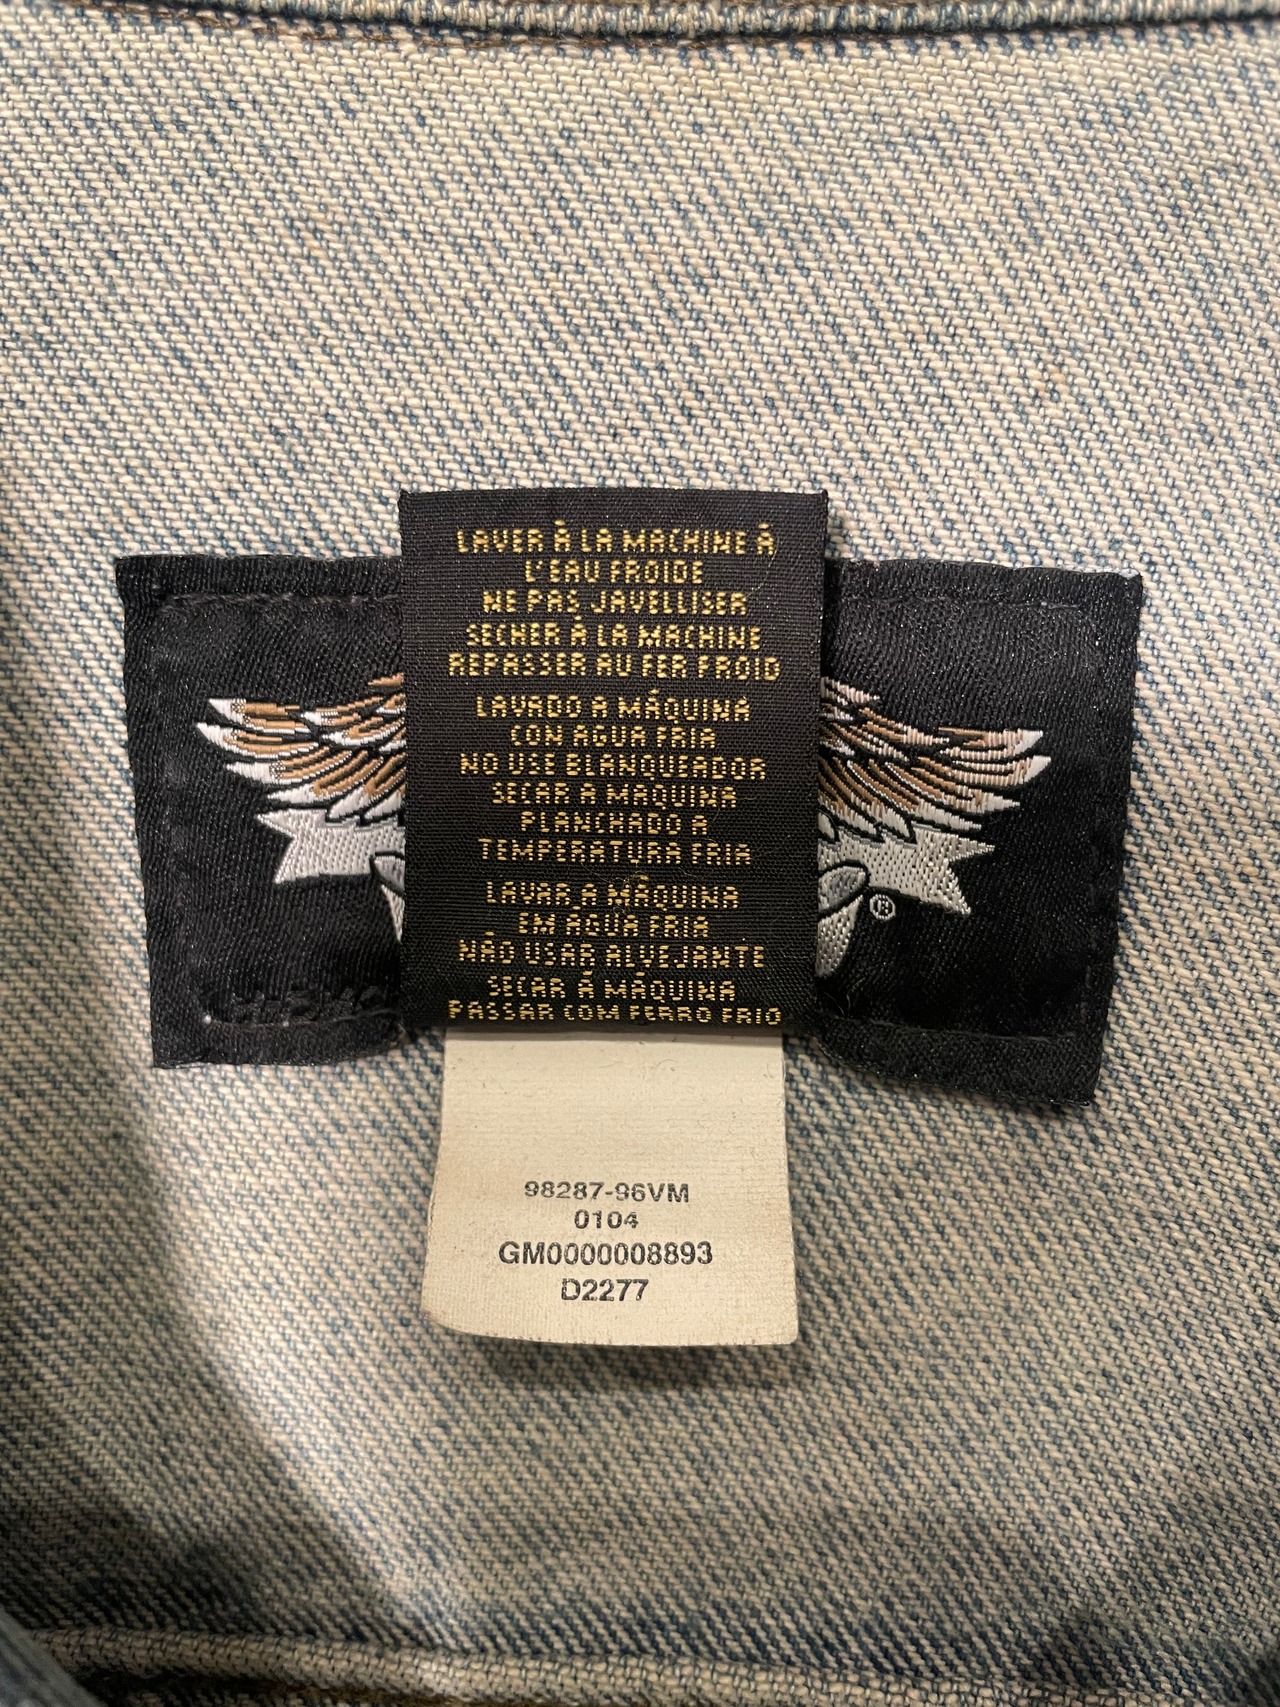 LAVER À LA MACHINE Á
L'EAU FROIDE
NE PAS JAVELLISER
SECHER À LA MACHINE
REPASSER AU FER FROID
LAVADO A MÁQUINA
CON AGUA FRIA
NO USE BLANQUEADOR
SECAR A MAQUINA
PLANCHADO A
TEMPERATURA FRIA
LAVAR A MÁQUINA
EM ÁGUA FRIA
NÃO USAR ALVEJANTE
SECAR Á MÁQUINA
PASSAR COM FERRO FRIO
®
98287-96VM
0104
GM0000008893
D2277